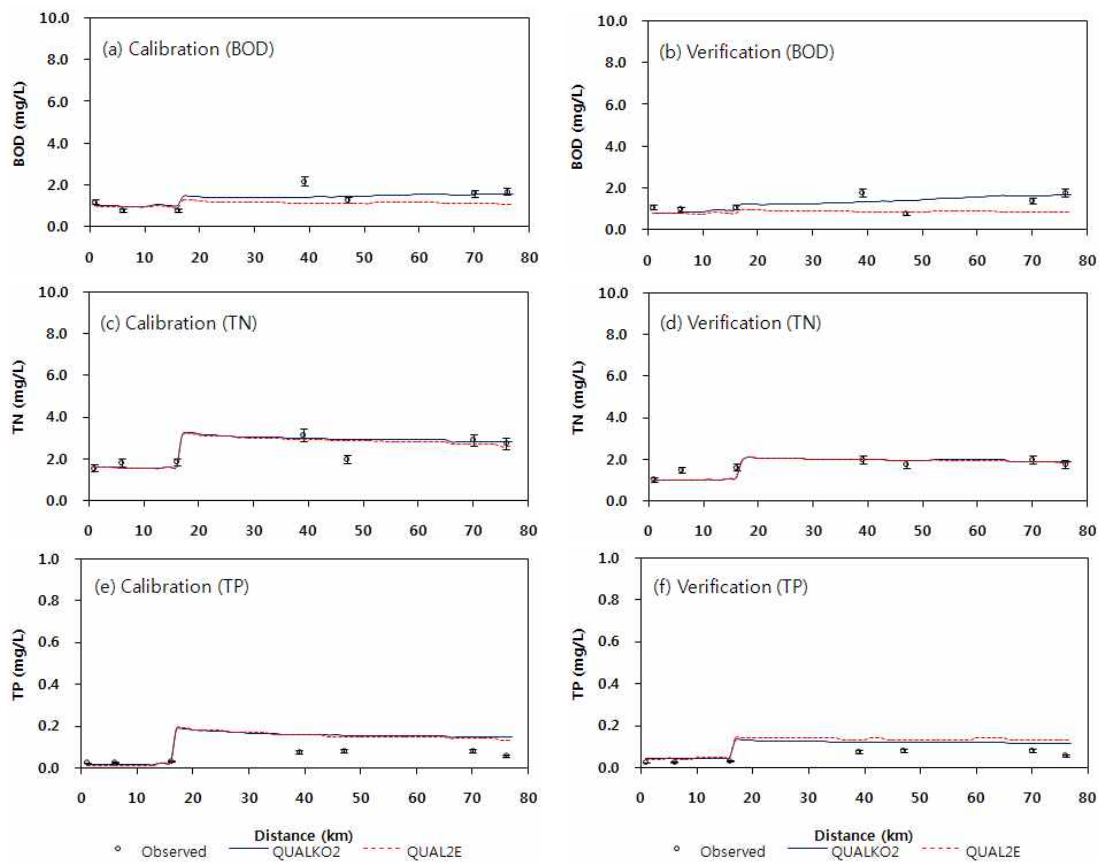 (a) Calibration (BOD)
BOD (mg/L)
10.0
8.0
6.0
4.0
2.0
0.0
0 10 20 30 40 50 60 70 80
(b) Verification (BOD)
BOD (mg/L)
10.0
8.0
6.0
4.0
2.0
0.0
0 10 20 30 40 50 60 70 80
(c) Calibration (TN)
TN (mg/L)
10.0
8.0
6.0
4.0
2.0
0.0
0 10 20 30 40 50 60 70 80
(d) Verification (TN)
TN (mg/L)
10.0
8.0
6.0
4.0
2.0
0.0
0 10 20 30 40 50 60 70 80
(e) Calibration (TP)
TP (mg/L)
1.0
0.8
0.6
0.4
0.2
0.0
0 10 20 30 40 50 60 70 80
Distance (km)
Observed QUALKO2 QUAL2E
(f) Verification (TP)
TP (mg/L)
1.0
0.8
0.6
0.4
0.2
0.0
0 10 20 30 40 50 60 70 80
Distance (km)
Observed QUALKO2 QUAL2E